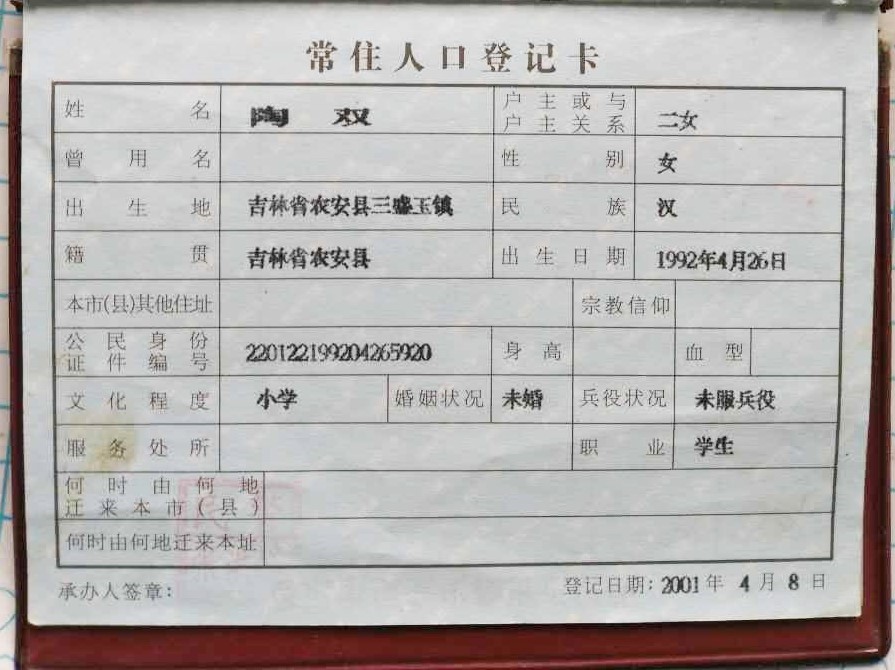 常住人口登记卡
姓名 陶双 户主或与户主关系 二女
曾用名 性别 女
出生地 吉林省农安县三盛玉镇 民族 汉
籍贯 吉林省农安县 出生日期 1992年4月26日
本市(县)其他住址 宗教信仰
公民身份证件编号 220122199204265920 身高 血型
文化程度 小学 婚姻状况 未婚 兵役状况 未服兵役
服务处所 职业 学生
何时由何地迁来本市(县)
何时由何地迁来本址
承办人签章: 登记日期:2001年4月8日